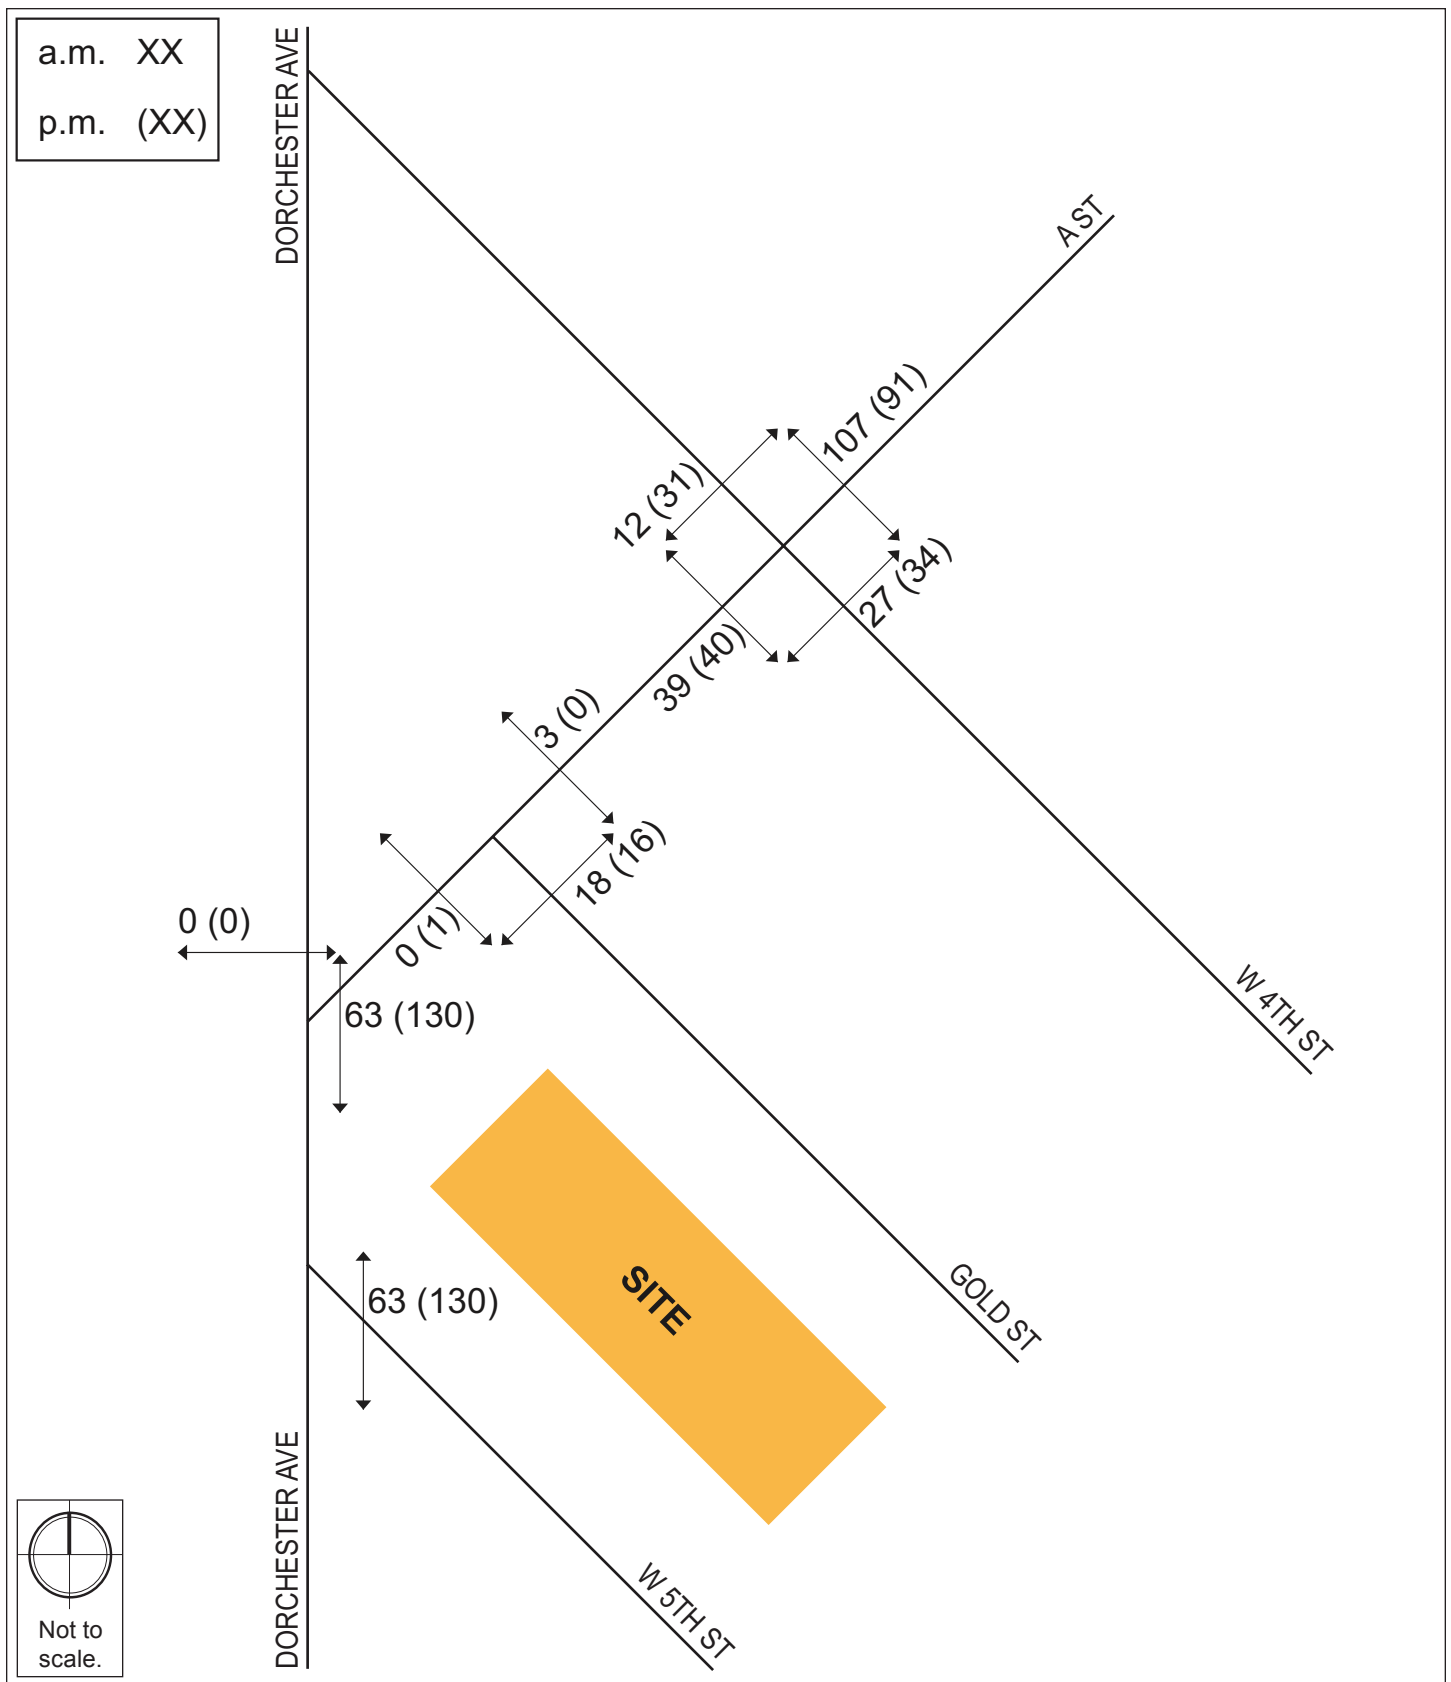 a.m. XX
p.m. (XX)
DORCHESTER AVE
A ST
107 (91)
12 (31)
27 (34)
39 (40)
3 (0)
18 (16)
0 (1)
0 (0)
63 (130)
W 4TH ST
63 (130)
SITE
GOLD ST
DORCHESTER AVE
W 5TH ST
Not to
scale.